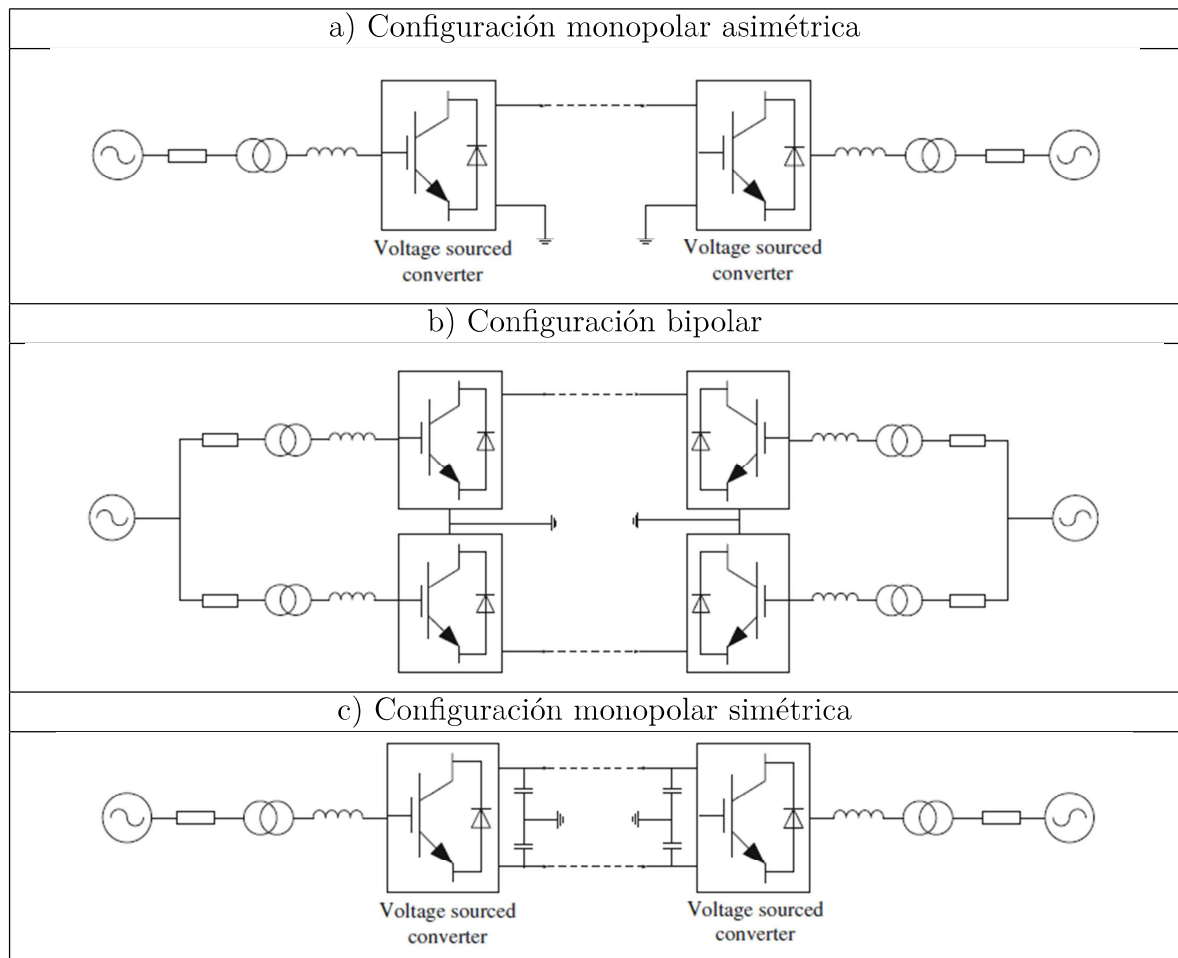 a) Configuración monopolar asimétrica
Voltage sourced
converter
Voltage sourced
converter
b) Configuración bipolar
c) Configuración monopolar simétrica
Voltage sourced
converter
Voltage sourced
converter